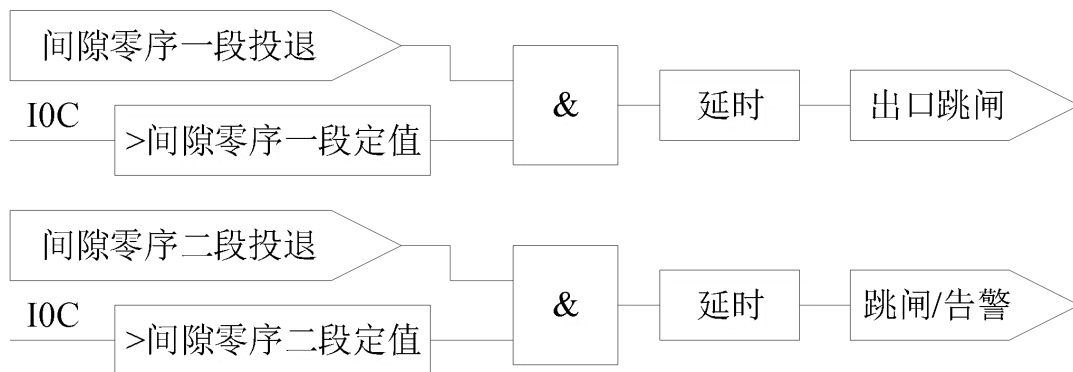 间隙零序一段投退
I0C
>间隙零序一段定值
&
延时
出口跳闸
间隙零序二段投退
I0C
>间隙零序二段定值
&
延时
跳闸/告警